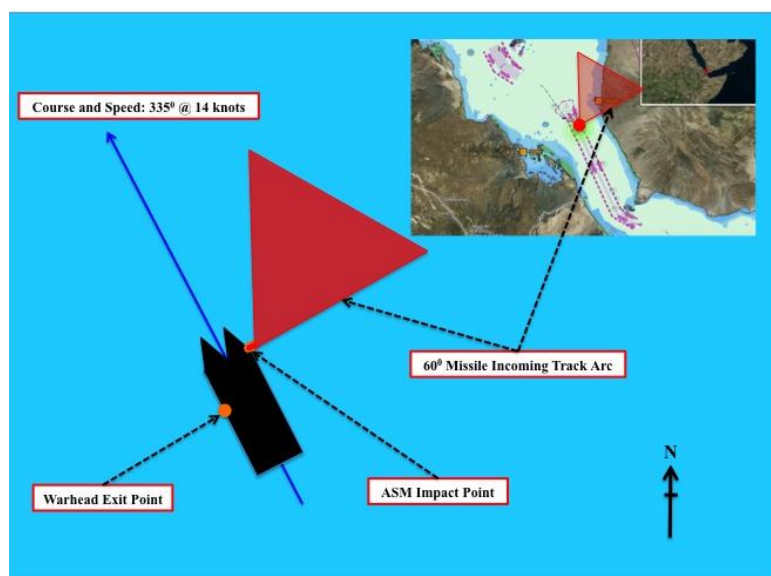 Course and Speed: 335⁰ @ 14 knots
60⁰ Missile Incoming Track Arc
N
Warhead Exit Point
ASM Impact Point